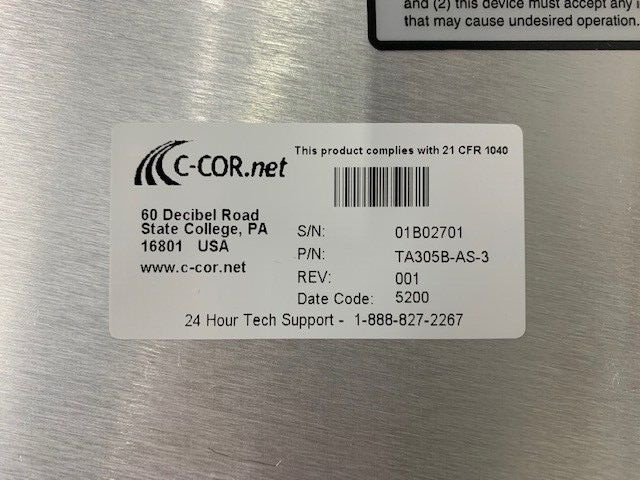 and (2) this device must accept any
that may cause undesired operation.
C-COR.net
This product complies with 21 CFR 1040
60 Decibel Road
State College, PA
16801 USA
www.c-cor.net
S/N: 01B02701
P/N: TA305B-AS-3
REV: 001
Date Code: 5200
24 Hour Tech Support - 1-888-827-2267